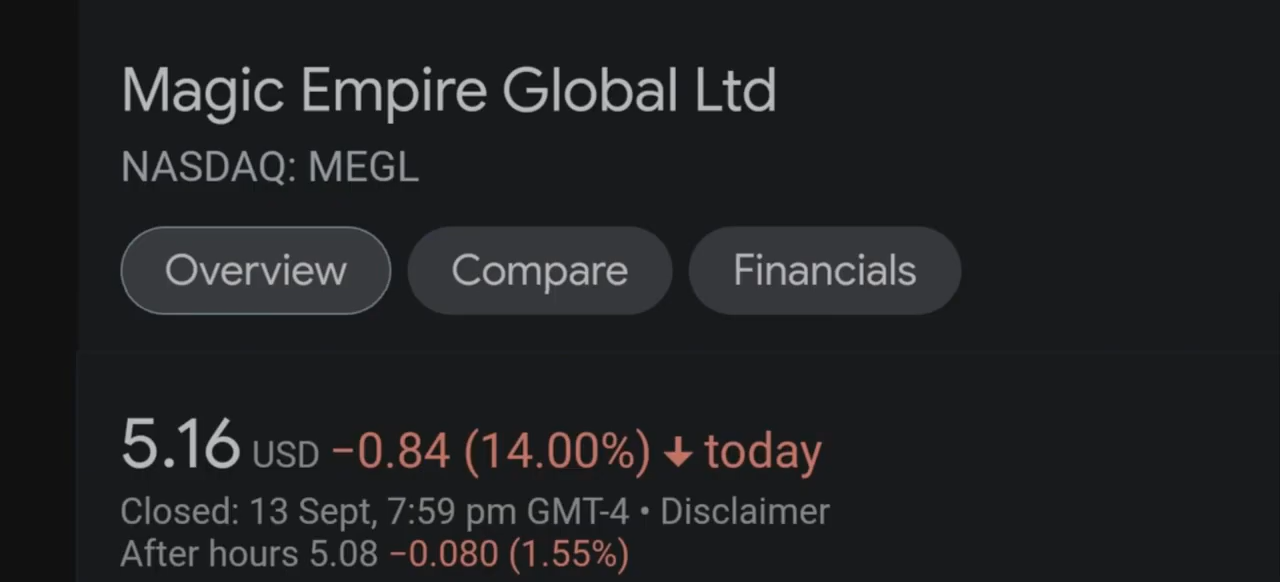 Magic Empire Global Ltd
NASDAQ: MEGL
Overview Compare Financials
5.16 USD −0.84 (14.00%) ↓ today
Closed: 13 Sept, 7:59 pm GMT-4 • Disclaimer
After hours 5.08 −0.080 (1.55%)